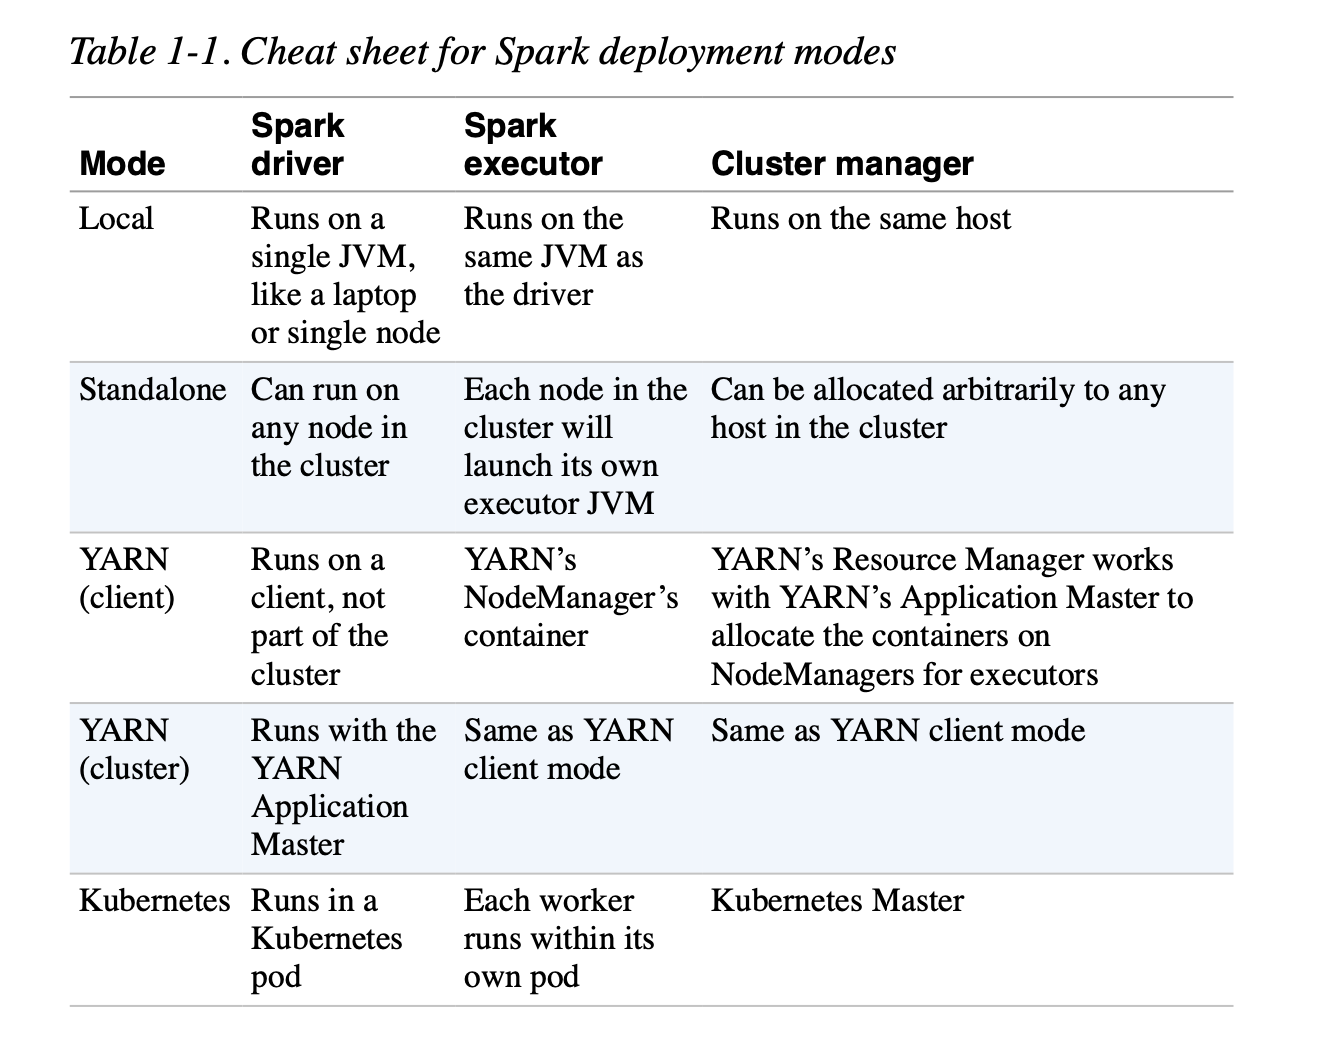 Table 1-1. Cheat sheet for Spark deployment modes
Mode
Spark
driver
Spark
executor
Cluster manager
Local
Runs on a
single JVM,
like a laptop
or single node
Runs on the
same JVM as
the driver
Runs on the same host
Standalone
Can run on
any node in
the cluster
Each node in the
cluster will
launch its own
executor JVM
Can be allocated arbitrarily to any
host in the cluster
YARN
(client)
Runs on a
client, not
part of the
cluster
YARN’s
NodeManager’s
container
YARN’s Resource Manager works
with YARN’s Application Master to
allocate the containers on
NodeManagers for executors
YARN
(cluster)
Runs with the
YARN
Application
Master
Same as YARN
client mode
Same as YARN client mode
Kubernetes
Runs in a
Kubernetes
pod
Each worker
runs within its
own pod
Kubernetes Master